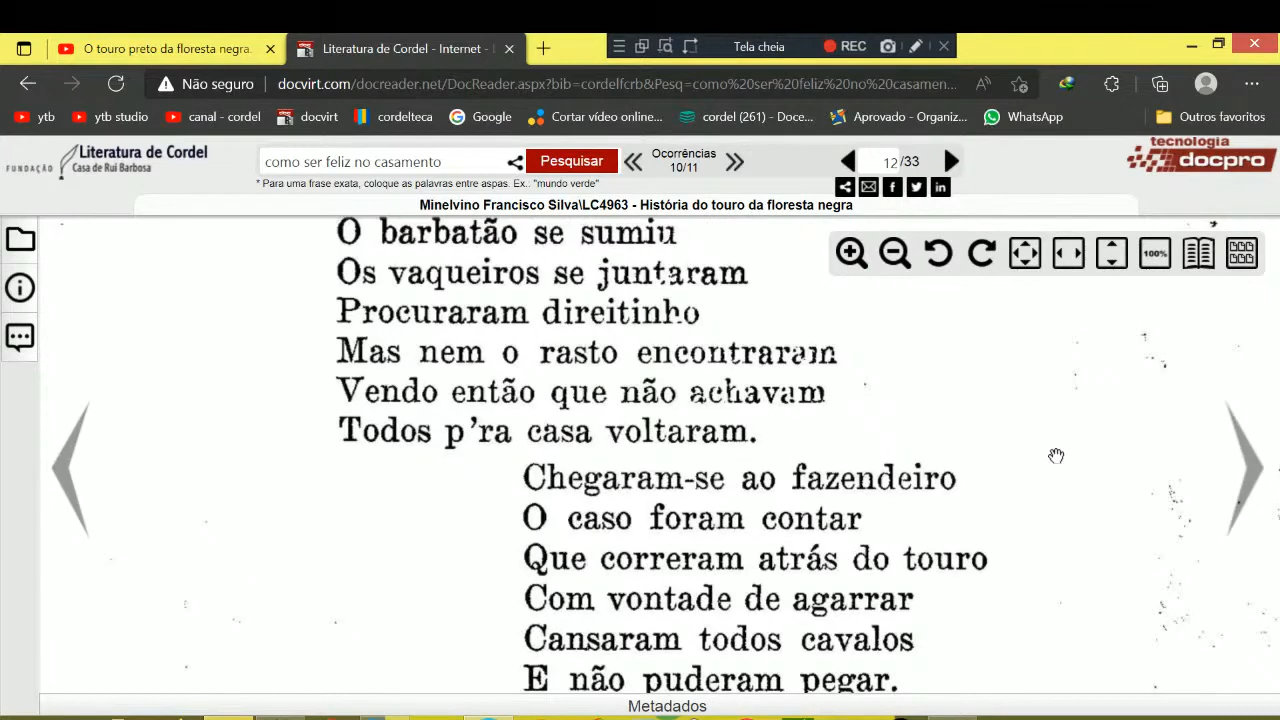 O touro preto da floresta negra.
Literatura de Cordel - Internet -
Tela cheia
REC
Não seguro
docvirt.com/docreader.net/DocReader.aspx?bib=cordelfcrb&Pesq=como%20ser%20feliz%20no%20casamen...
ytb
ytb studio
canal - cordel
docvirt
cordelteca
Google
Cortar vídeo online...
cordel (261) - Doce...
Aprovado - Organiz...
WhatsApp
Outros favoritos
FUNDAÇÃO
Literatura de Cordel
Casa de Rui Barbosa
como ser feliz no casamento
Pesquisar
Ocorrências
10/11
12 /33
tecnologia
docpro
* Para uma frase exata, coloque as palavras entre aspas. Ex.: "mundo verde"
Minelvino Francisco Silva\LC4963 - História do touro da floresta negra
100%
O barbatão se sumiu
Os vaqueiros se juntaram
Procuraram direitinho
Mas nem o rasto encontraram
Vendo então que não achavam
Todos p'ra casa voltaram.
Chegaram-se ao fazendeiro
O caso foram contar
Que correram atrás do touro
Com vontade de agarrar
Cansaram todos cavalos
E não puderam pegar.
Metadados